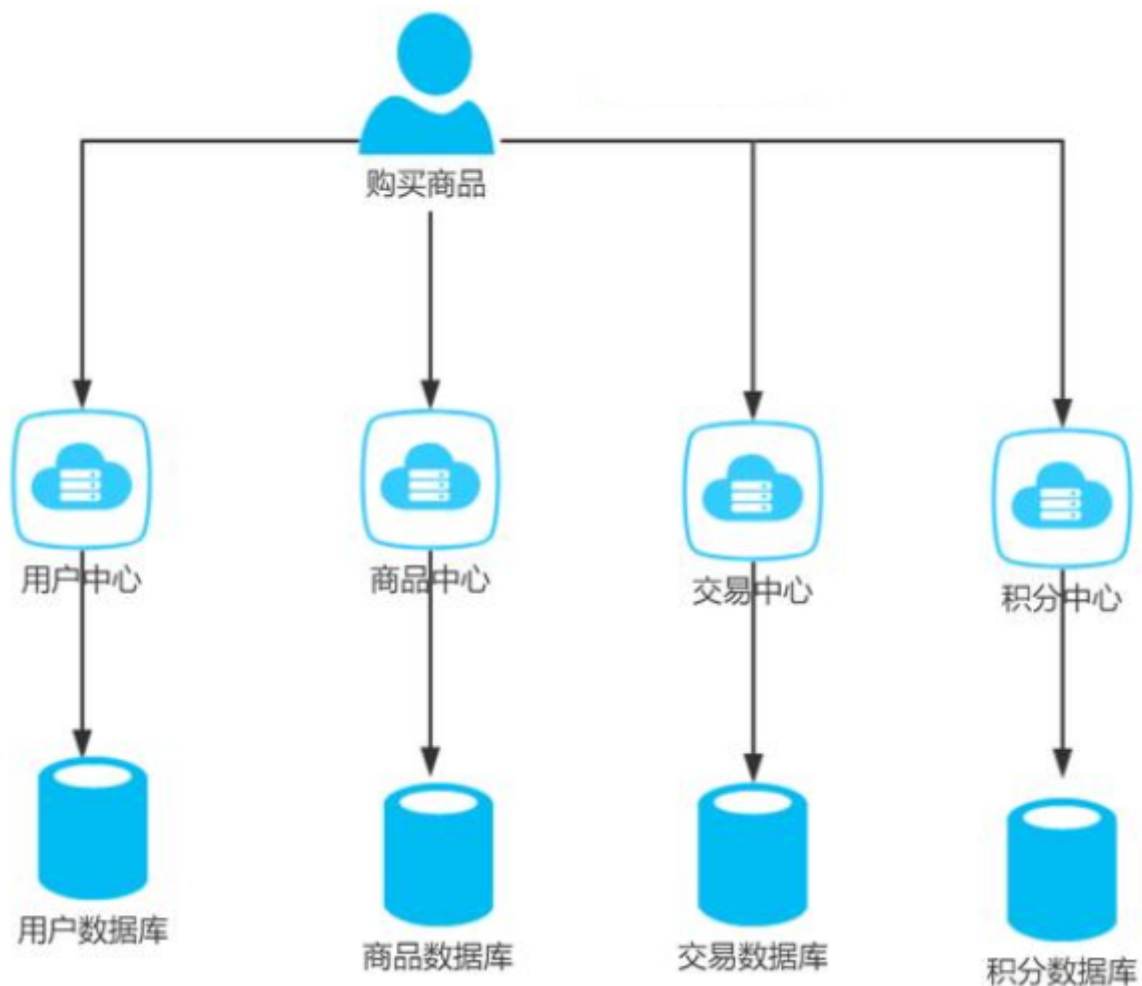 购买商品
用户中心
商品中心
交易中心
积分中心
用户数据库
商品数据库
交易数据库
积分数据库